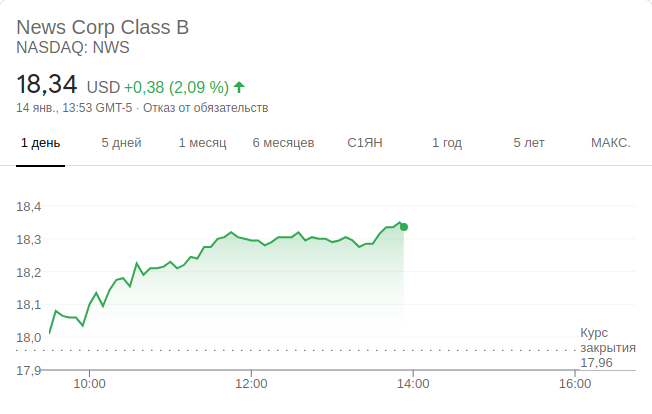 News Corp Class B
NASDAQ: NWS
18,34 USD +0,38 (2,09 %)
14 янв., 13:53 GMT-5 · Отказ от обязательств
1 день 5 дней 1 месяц 6 месяцев С1ЯН 1 год 5 лет МАКС.
18,4
18,3
18,2
18,1
18,0
17,9
Курс
закрытия
17,96
10:00 12:00 14:00 16:00